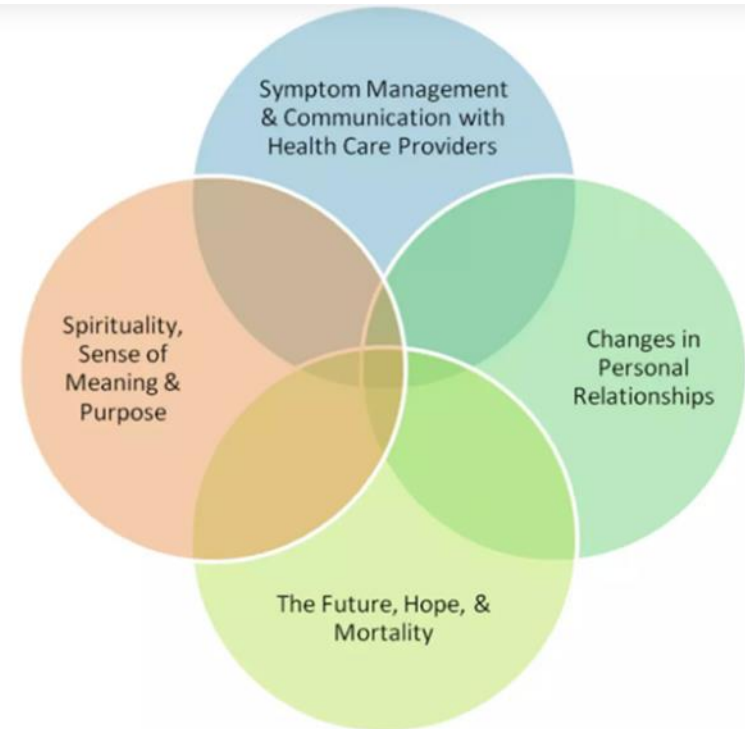 Symptom Management
& Communication with
Health Care Providers
Spirituality,
Sense of
Meaning &
Purpose
Changes in
Personal
Relationships
The Future, Hope, &
Mortality